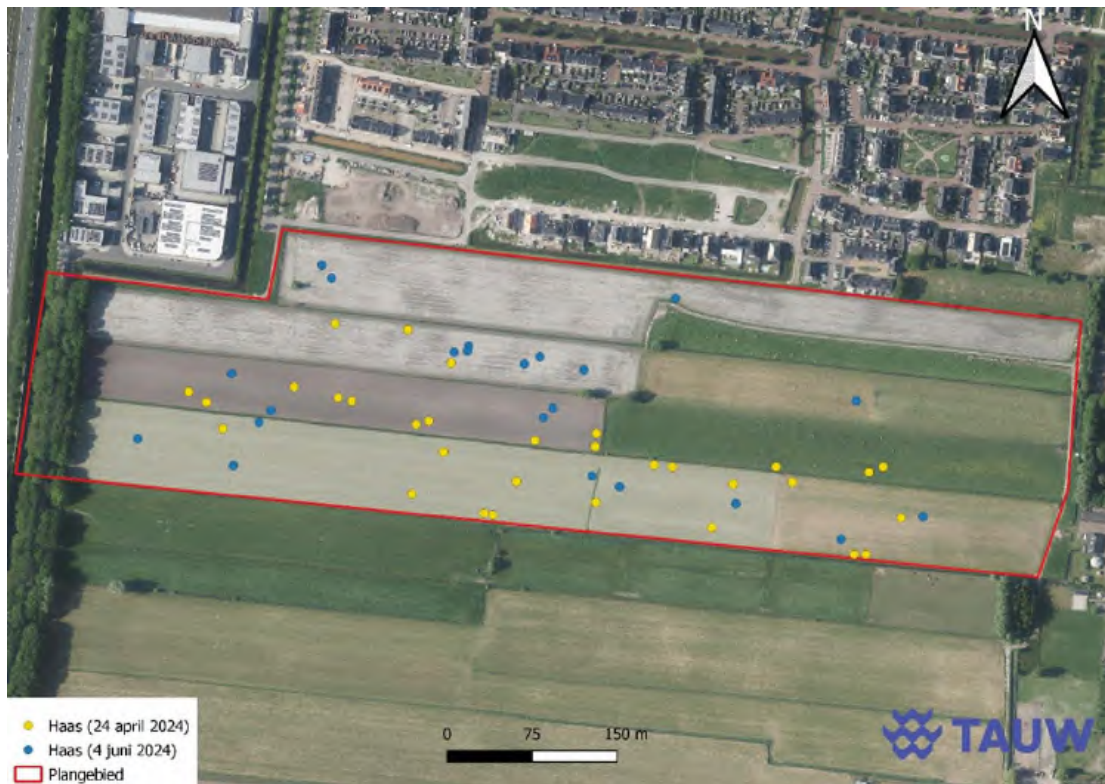 N
Haas (24 april 2024)
Haas (4 juni 2024)
Plangebied
0 75 150 m
TAUW